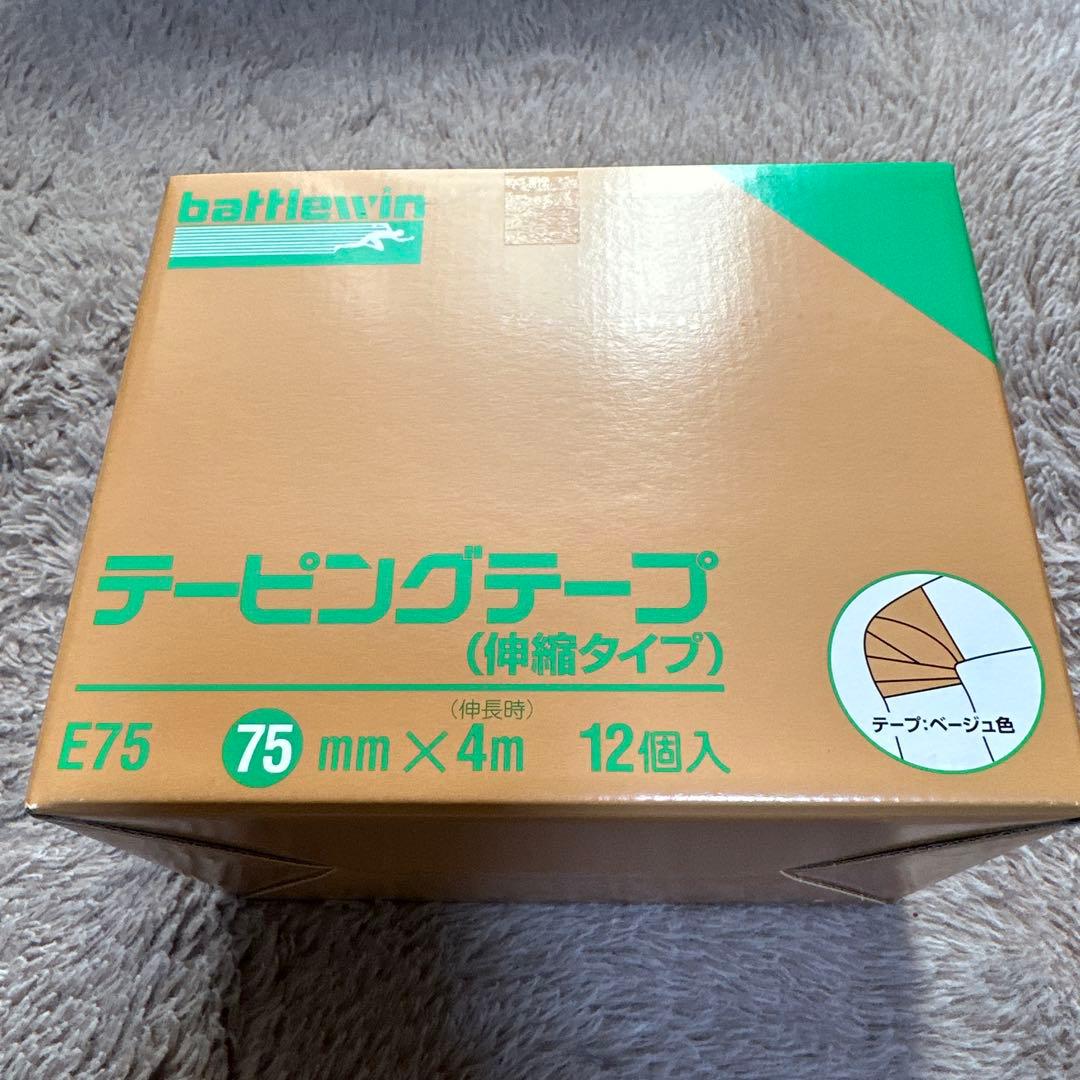 battlewin
テーピングテープ
(伸縮タイプ)
(伸長時)
E75 75 mm×4m 12個入
テープ:ベージュ色